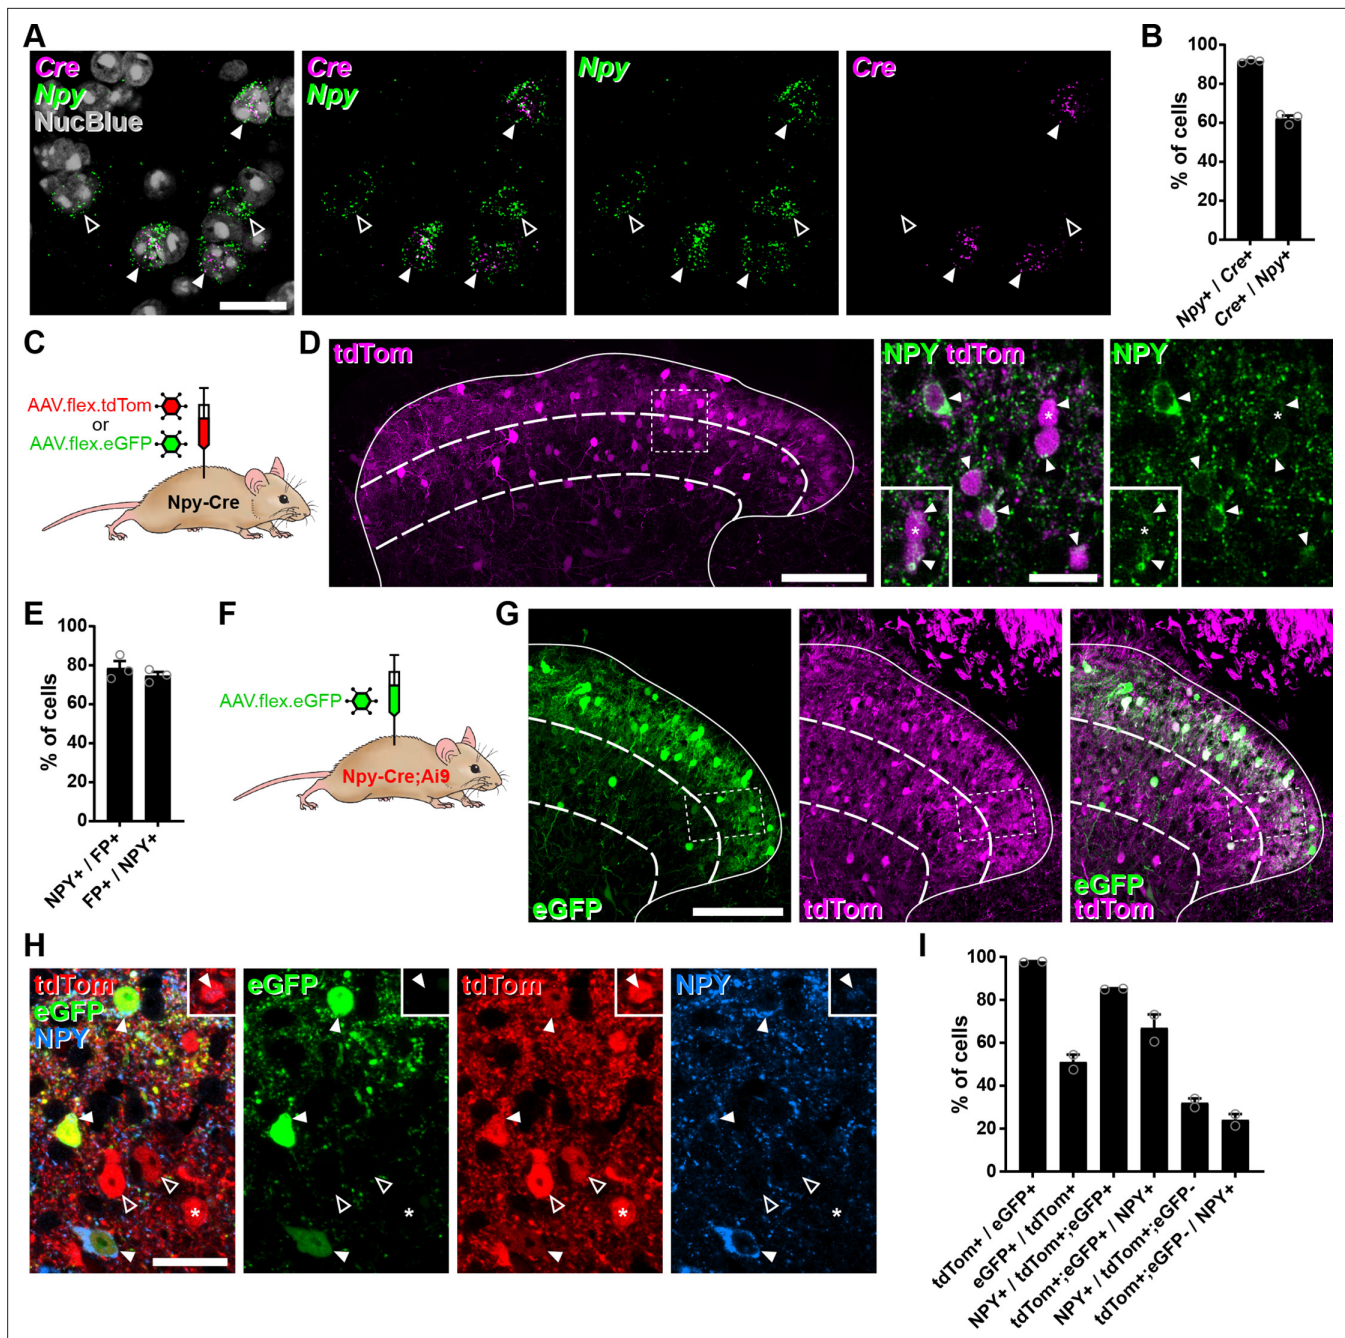 A
Cre
Npy
NucBlue
Cre
Npy
Npy
Cre
B
% of cells
100
80
60
40
20
0
Npy+ / Cre+
Cre+ / Npy+
C
AAV.flex.tdTom
or
AAV.flex.eGFP
Npy-Cre
D
tdTom
NPY tdTom
*
*
NPY
*
*
E
% of cells
100
80
60
40
20
0
NPY+ / FP+
FP+ / NPY+
F
AAV.flex.eGFP
Npy-Cre;Ai9
G
eGFP
tdTom
eGFP
tdTom
H
tdTom
eGFP
NPY
*
eGFP
*
tdTom
*
NPY
*
I
% of cells
100
80
60
40
20
0
tdTom+ / eGFP+
eGFP+ / tdTom+
NPY+ / tdTom+;eGFP+
tdTom+;eGFP+ / NPY+
NPY+ / tdTom+;eGFP-
tdTom+;eGFP- / NPY+